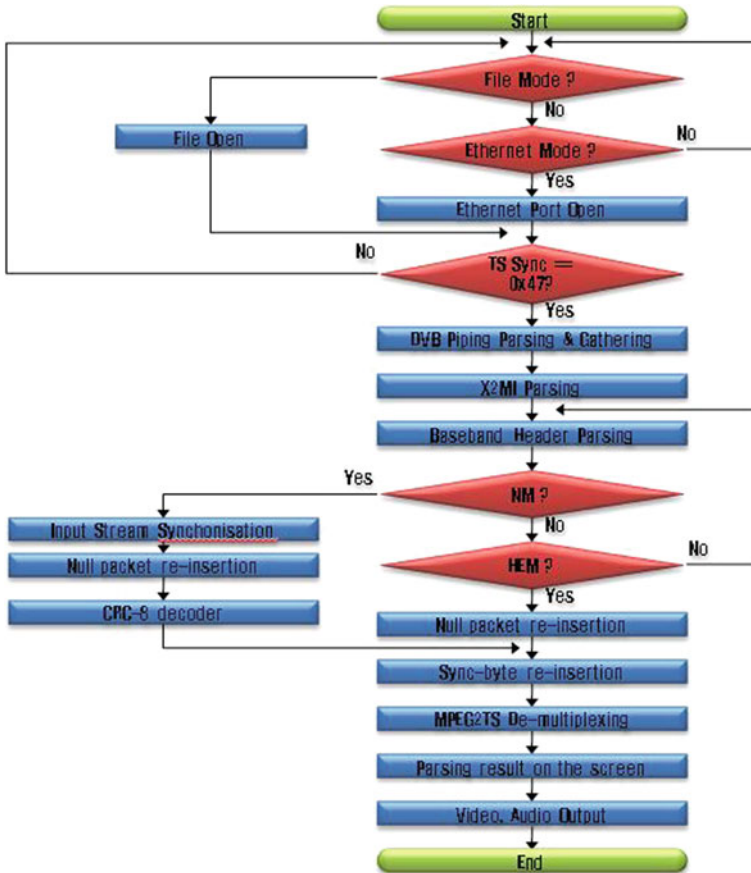 Start
File Mode ?
No
File Open
Ethernet Mode ?
No
Yes
Ethernet Port Open
No
TS Sync ==
0x47?
Yes
DVB Piping Parsing & Gathering
X2MI Parsing
Baseband Header Parsing
Yes
NM ?
No
Input Stream Synchonisation
Null packet re-insertion
CRC-8 decoder
HEM ?
No
Yes
Null packet re-insertion
Sync-byte re-insertion
MPEG2TS De-multiplexing
Parsing result on the screen
Video, Audio Output
End